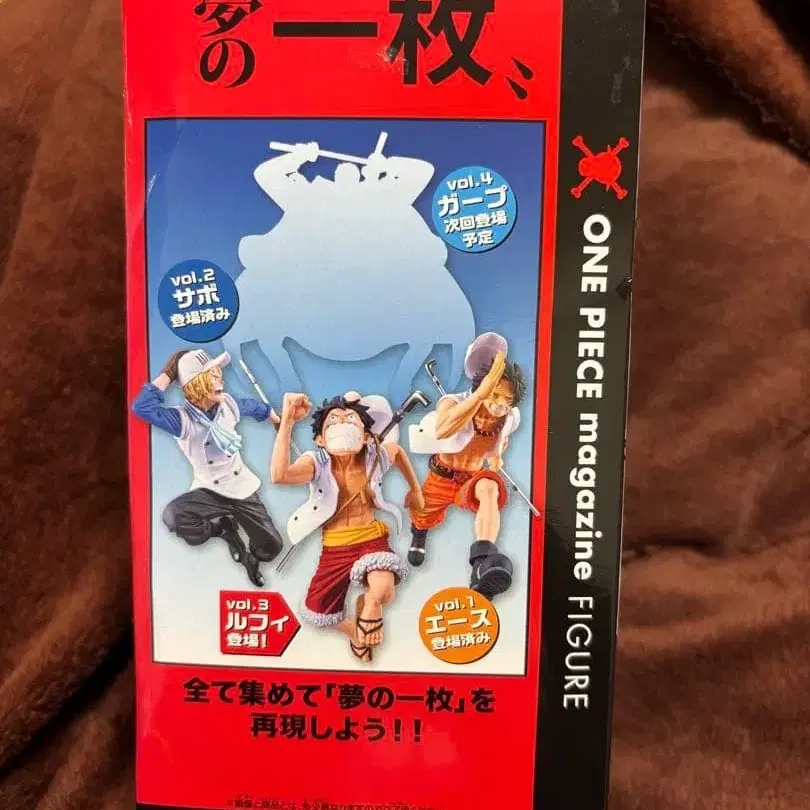 夢の一枚〟
vol.4
ガープ
次回登場
予定
vol.2
サボ
登場済み
vol.3
ルフィ
登場!
vol.1
エース
登場済み
全て集めて「夢の一枚」を
再現しよう!!
ONE PIECE magazine FIGURE